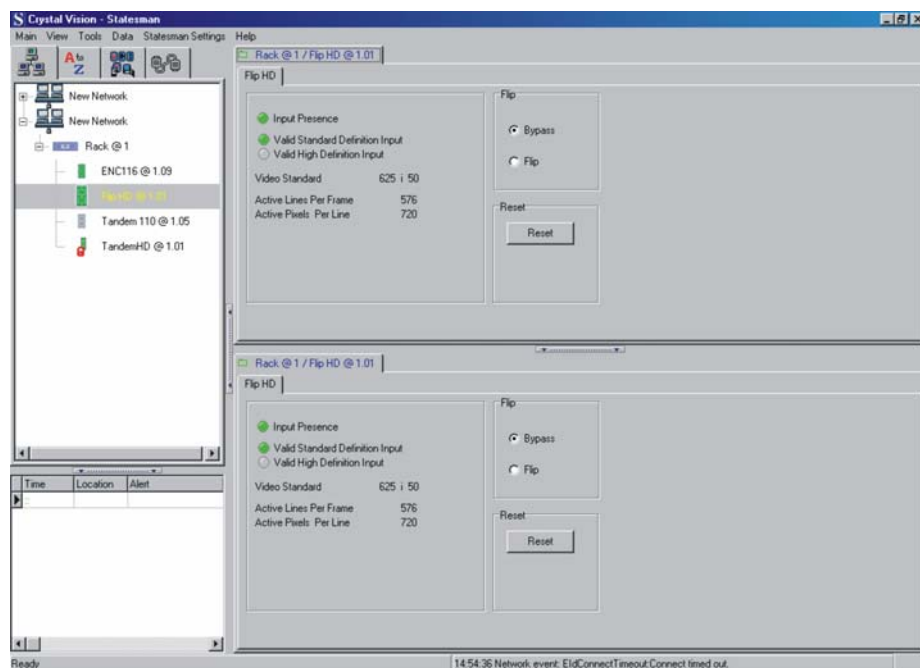 Crystal Vision - Statesman
Main View Tools Data Statesman Settings Help
A to Z
New Network
New Network
Rack @ 1
ENC116 @ 1.09
Flip HD @ 1.01
Tandem 110 @ 1.05
TandemHD @ 1.01
Time Location Alert
Rack @ 1 / Flip HD @ 1.01
Flip HD
Input Presence
Valid Standard Definition Input
Valid High Definition Input
Video Standard 625 i 50
Active Lines Per Frame 576
Active Pixels Per Line 720
Flip
Bypass
Flip
Reset
Reset
Rack @ 1 / Flip HD @ 1.01
Flip HD
Input Presence
Valid Standard Definition Input
Valid High Definition Input
Video Standard 625 i 50
Active Lines Per Frame 576
Active Pixels Per Line 720
Flip
Bypass
Flip
Reset
Reset
Ready
14:54:36 Network event: EIdConnectTimeout:Connect timed out.